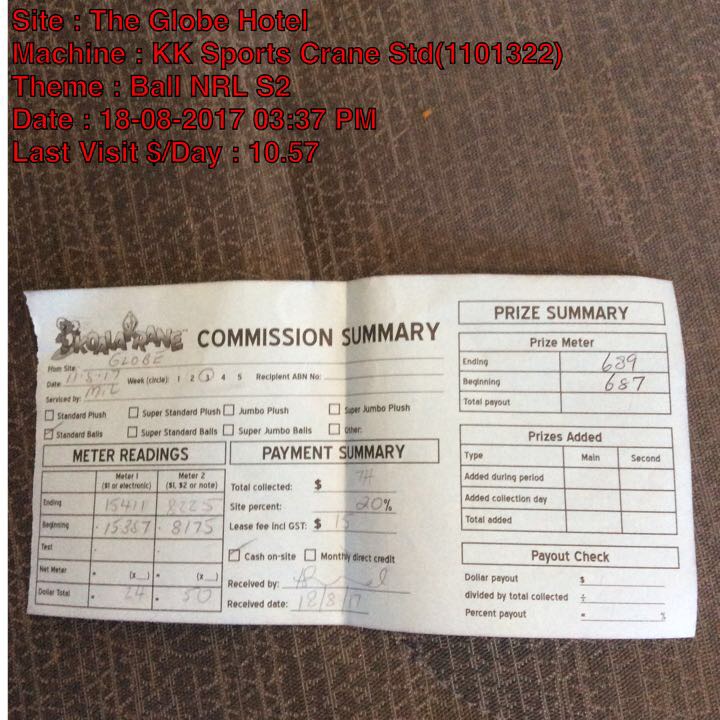 Site : The Globe Hotel
Machine : KK Sports Crane Std(1101322)
Theme : Ball NRL S2
Date : 18-08-2017 03:37 PM
Last Visit $/Day : 10.57
KOALA KRANE COMMISSION SUMMARY
Host Site: GLOBE
Date: Week (circle): 1 2 3 4 5 Recipient ABN No:
Serviced by:
Standard Plush Super Standard Plush Jumbo Plush Super Jumbo Plush
Standard Balls Super Standard Balls Super Jumbo Balls Other:
METER READINGS
Meter 1 Meter 2
($1 or electronic) ($1, $2 or note)
Ending 15411 8225
Beginning 15387 8175
Test
Net Meter = (x__) = (x__)
Dollar Total = 24 = 50
PAYMENT SUMMARY
Total collected: $ 74
Site percent: 20%
Lease fee incl GST: $ 15
Cash on-site Monthly direct credit
Received by:
Received date: 18/8/17
PRIZE SUMMARY
Prize Meter
Ending 689
Beginning 687
Total payout
Prizes Added
Type Main Second
Added during period
Added collection day
Total added
Payout Check
Dollar payout $
divided by total collected ÷
Percent payout = %